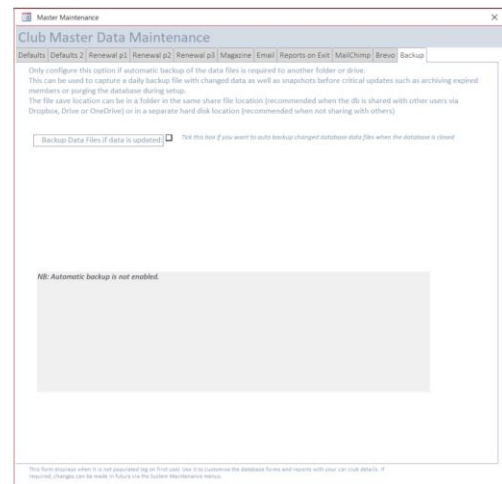 Master Maintenance
Club Master Data Maintenance
Defaults Defaults 2 Renewal p1 Renewal p2 Renewal p3 Magazine Email Reports on Exit MailChimp Brevo Backup
Only configure this option if automatic backup of the data files is required to another folder or drive.
This can be used to capture a daily backup file with changed data as well as snapshots before critical updates such as archiving expired
members or purging the database during setup.
The file save location can be in a folder in the same share file location (recommended when the db is shared with other users via
Dropbox, Drive or OneDrive) or in a separate hard disk location (recommended when not sharing with others)
Backup Data Files if data is updated Tick this box if you want to auto backup changed database data files when the database is closed
NB: Automatic backup is not enabled.
This form displays when it is not populated (eg on first use). Use it to customise the database forms and reports with your car club details. If
required, changes can be made in future via the System Maintenance menus.